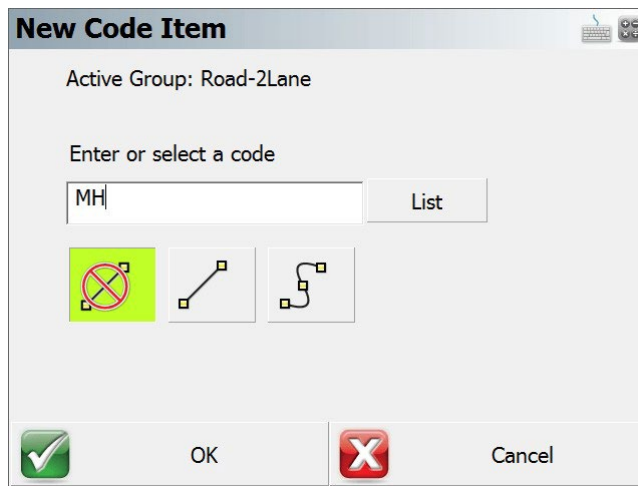 New Code Item
Active Group: Road-2Lane
Enter or select a code
MH
List
OK
Cancel